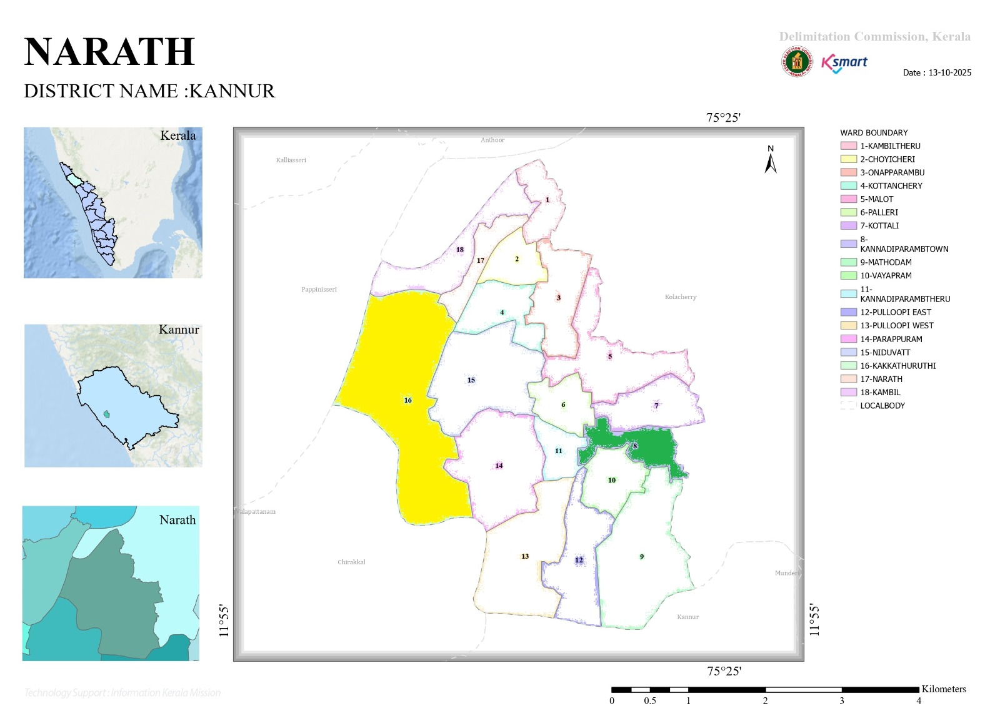 NARATH
DISTRICT NAME :KANNUR
Delimitation Commission, Kerala
Ksmart
Date : 13-10-2025
Kerala
Kannur
Narath
75°25'
Anthoor
Kalliasseri
N
1
18
17
2
Pappinisseri
3
Kolacherry
4
5
15
16
6
7
8
11
14
10
Valapattanam
13
12
9
Chirakkal
Munderi
Kannur
11°55'
11°55'
75°25'
WARD BOUNDARY
1-KAMBILTHERU
2-CHOYICHERI
3-ONAPPARAMBU
4-KOTTANCHERY
5-MALOT
6-PALLERI
7-KOTTALI
8-
KANNADIPARAMBTOWN
9-MATHODAM
10-VAYAPRAM
11-
KANNADIPARAMBTHERU
12-PULLOOPI EAST
13-PULLOOPI WEST
14-PARAPPURAM
15-NIDUVATT
16-KAKKATHURUTHI
17-NARATH
18-KAMBIL
LOCALBODY
Technology Support : Information Kerala Mission
Kilometers
0 0.5 1 2 3 4